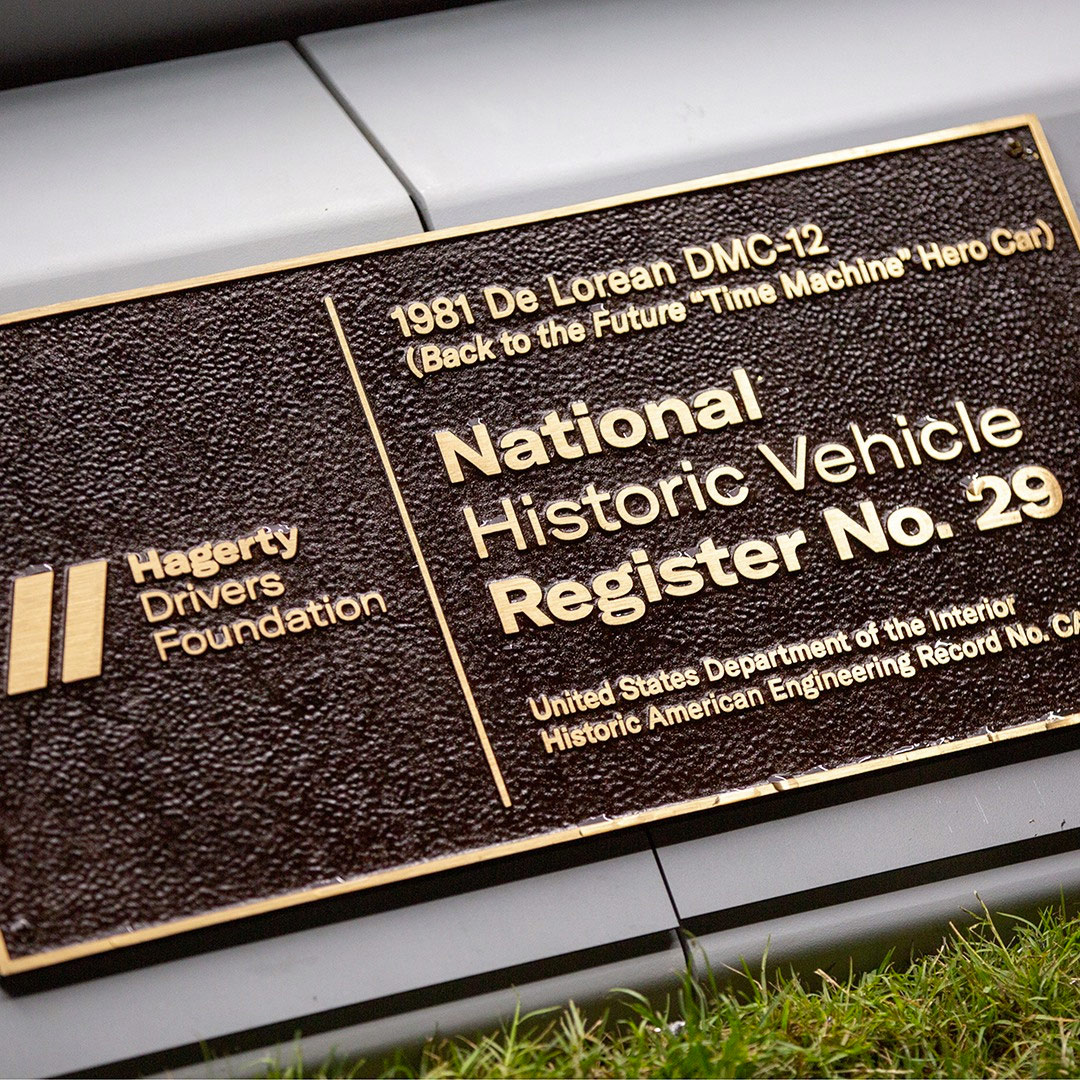 1981 De Lorean DMC-12
(Back to the Future “Time Machine” Hero Car)
National
Historic Vehicle
Register No. 29
United States Department of the Interior
Historic American Engineering Record No. CA
Hagerty
Drivers
Foundation